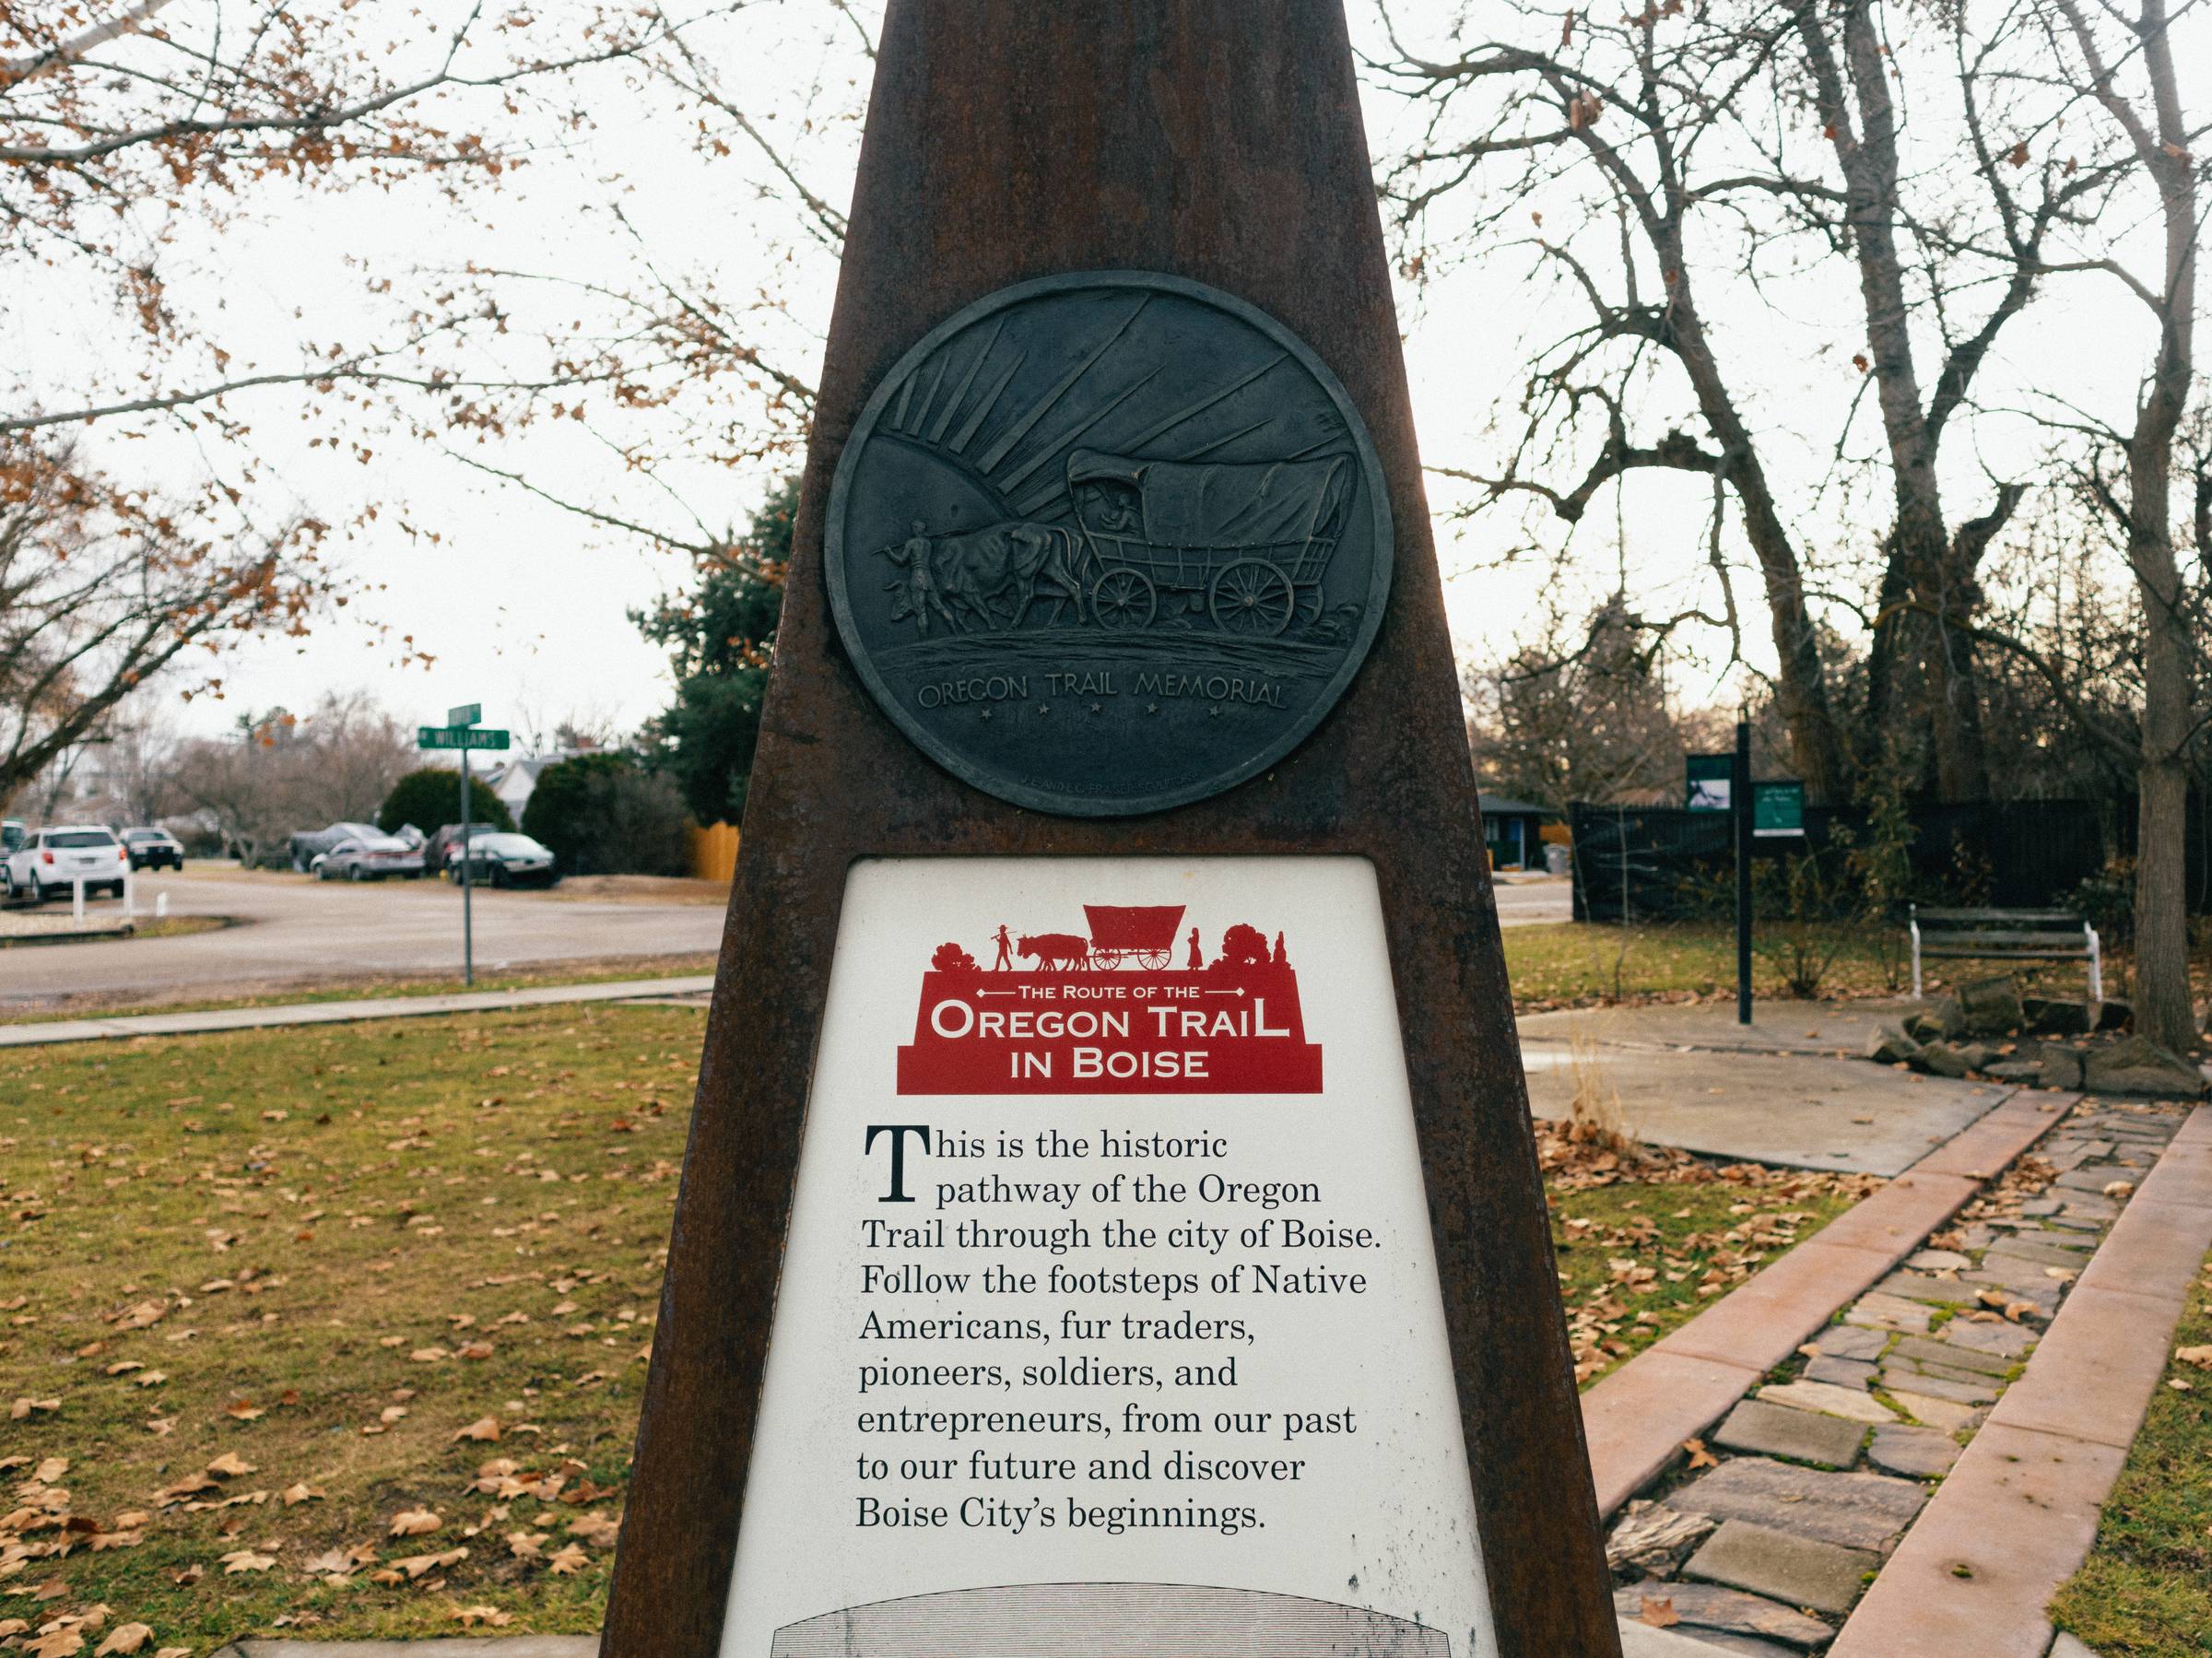 OREGON TRAIL MEMORIAL
THE ROUTE OF THE
OREGON TRAIL
IN BOISE
This is the historic
pathway of the Oregon
Trail through the city of Boise.
Follow the footsteps of Native
Americans, fur traders,
pioneers, soldiers, and
entrepreneurs, from our past
to our future and discover
Boise City’s beginnings.
WILLIAMS